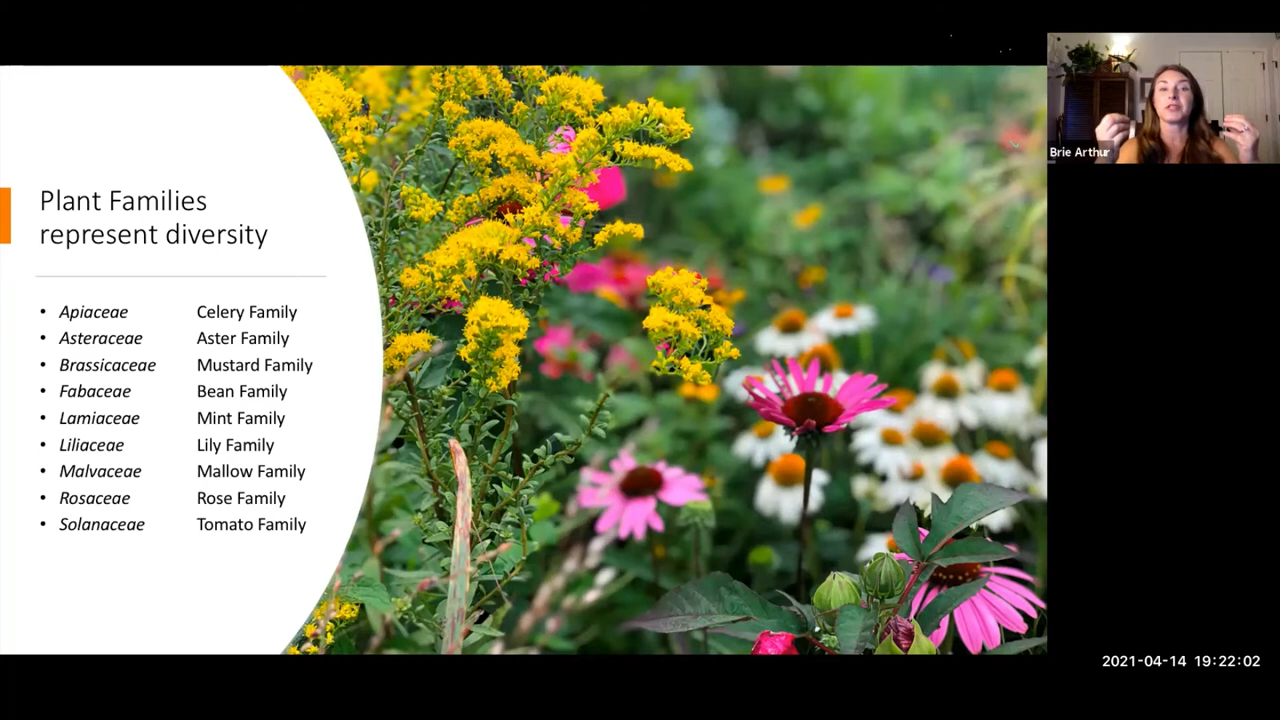 Plant Families
represent diversity
• Apiaceae Celery Family
• Asteraceae Aster Family
• Brassicaceae Mustard Family
• Fabaceae Bean Family
• Lamiaceae Mint Family
• Liliaceae Lily Family
• Malvaceae Mallow Family
• Rosaceae Rose Family
• Solanaceae Tomato Family
Brie Arthur
2021-04-14 19:22:02